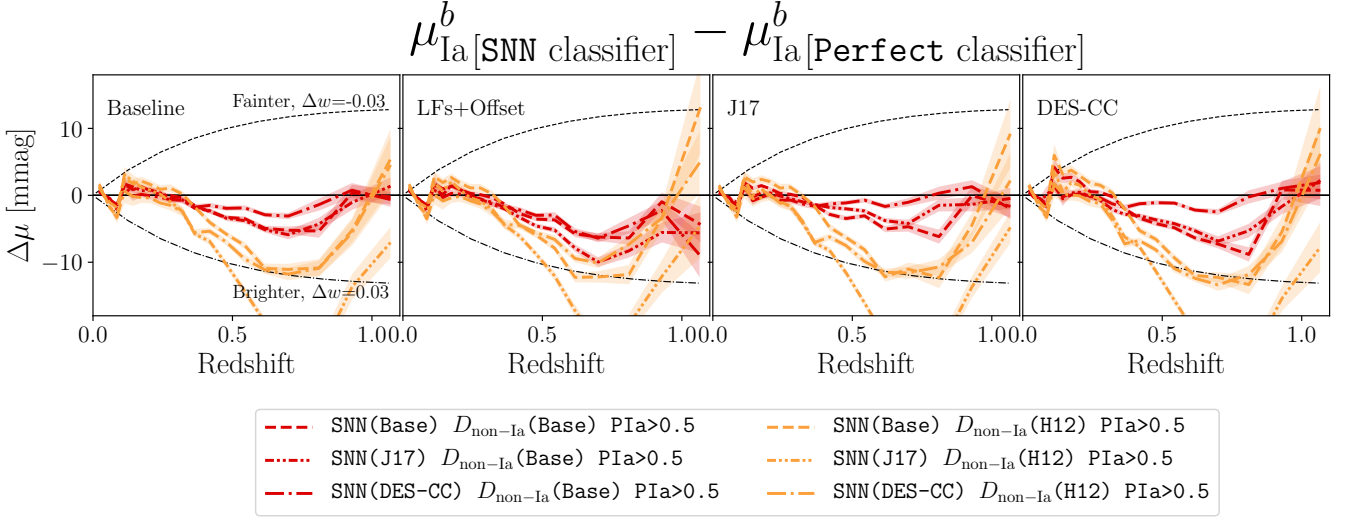 μ^b_Ia[SNN classifier] − μ^b_Ia[Perfect classifier]
Baseline
LFs+Offset
J17
DES-CC
Fainter, Δw=-0.03
Brighter, Δw=0.03
Δμ [mmag]
10
0
−10
0.0 0.5 1.00.0 0.5 1.00.0 0.5 1.00.0 0.5 1.0
Redshift Redshift Redshift Redshift
SNN(Base) D_non−Ia(Base) PIa>0.5
SNN(J17) D_non−Ia(Base) PIa>0.5
SNN(DES-CC) D_non−Ia(Base) PIa>0.5
SNN(Base) D_non−Ia(H12) PIa>0.5
SNN(J17) D_non−Ia(H12) PIa>0.5
SNN(DES-CC) D_non−Ia(H12) PIa>0.5